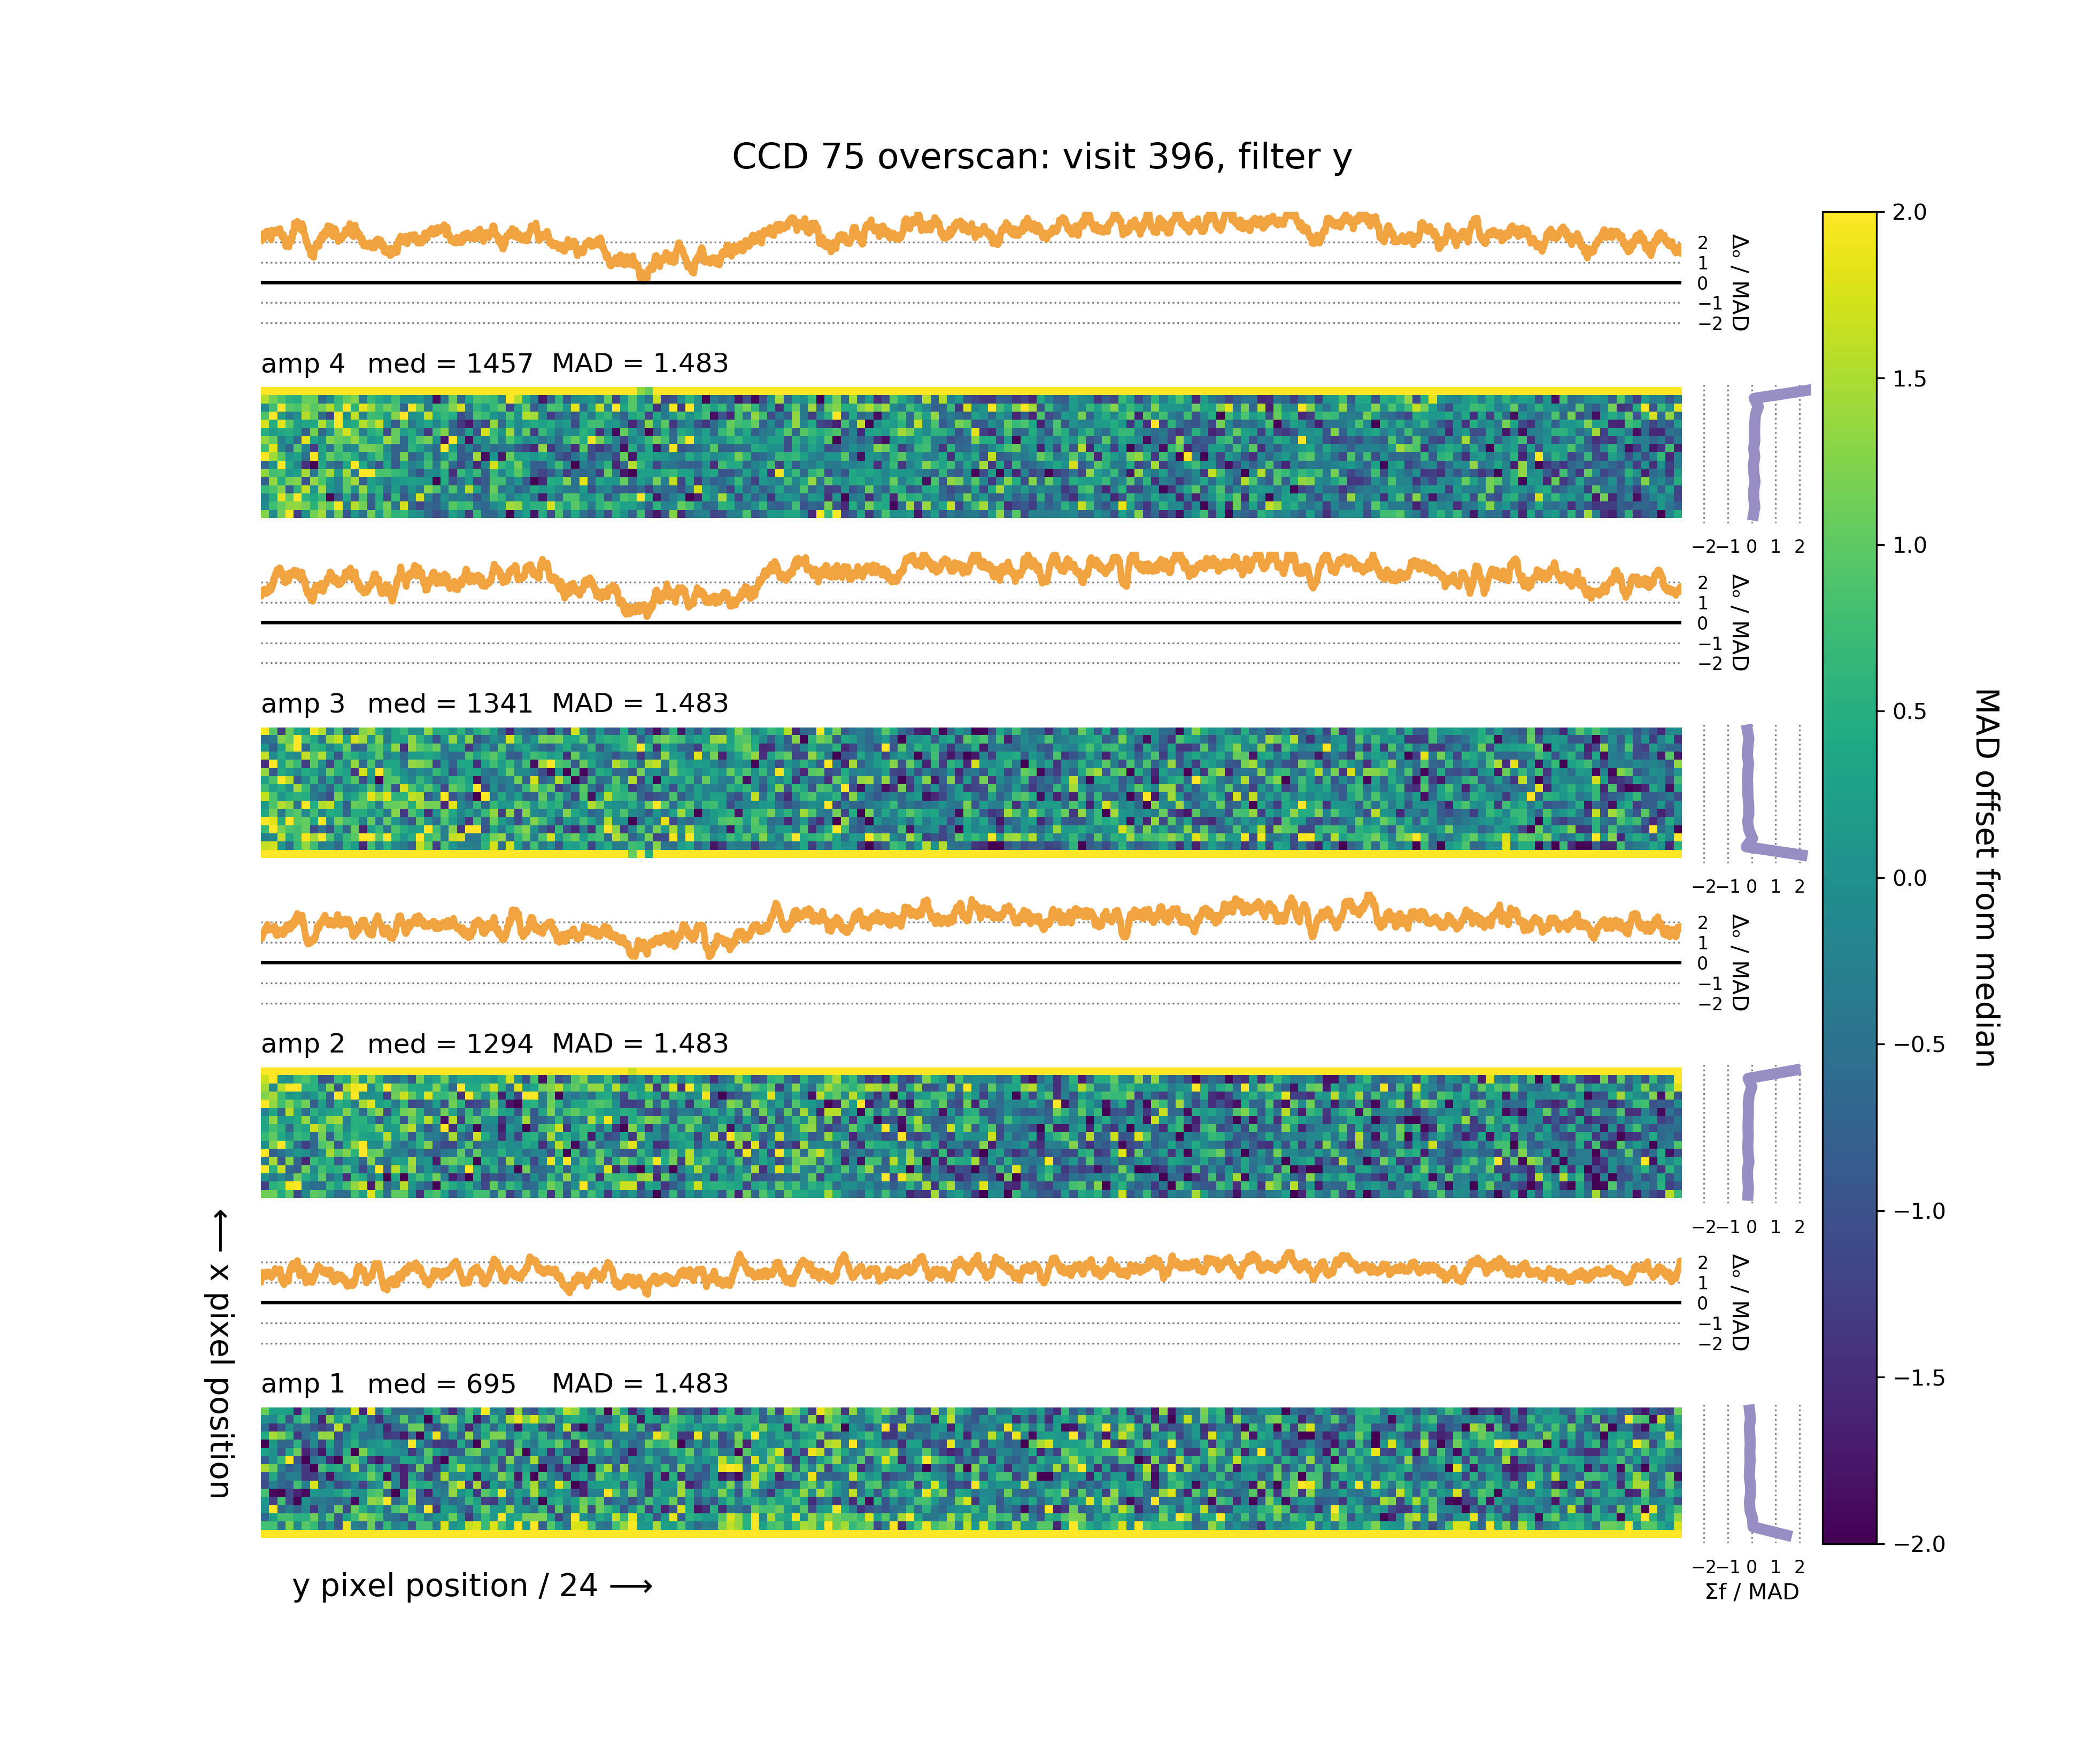 CCD 75 overscan: visit 396, filter y
2
1
0
−1
−2
Δₒ / MAD
amp 4 med = 1457 MAD = 1.483
−2 −1 0 1 2
2
1
0
−1
−2
Δₒ / MAD
amp 3 med = 1341 MAD = 1.483
−2 −1 0 1 2
2
1
0
−1
−2
Δₒ / MAD
amp 2 med = 1294 MAD = 1.483
−2 −1 0 1 2
2
1
0
−1
−2
Δₒ / MAD
amp 1 med = 695 MAD = 1.483
−2 −1 0 1 2
Σf / MAD
⟵ x pixel position
y pixel position / 24 ⟶
2.0
1.5
1.0
0.5
0.0
−0.5
−1.0
−1.5
−2.0
MAD offset from median